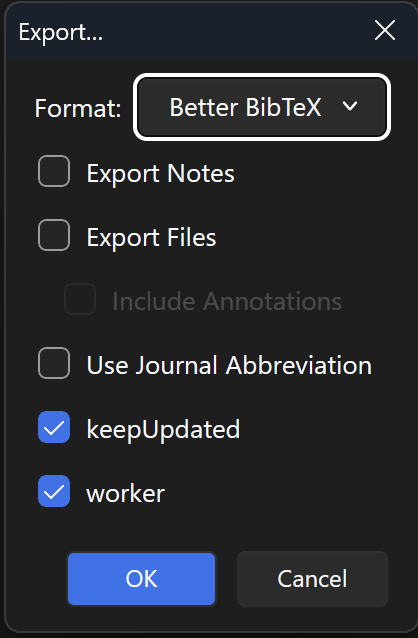 Export...
Format: Better BibTeX
Export Notes
Export Files
Include Annotations
Use Journal Abbreviation
keepUpdated
worker
OK Cancel